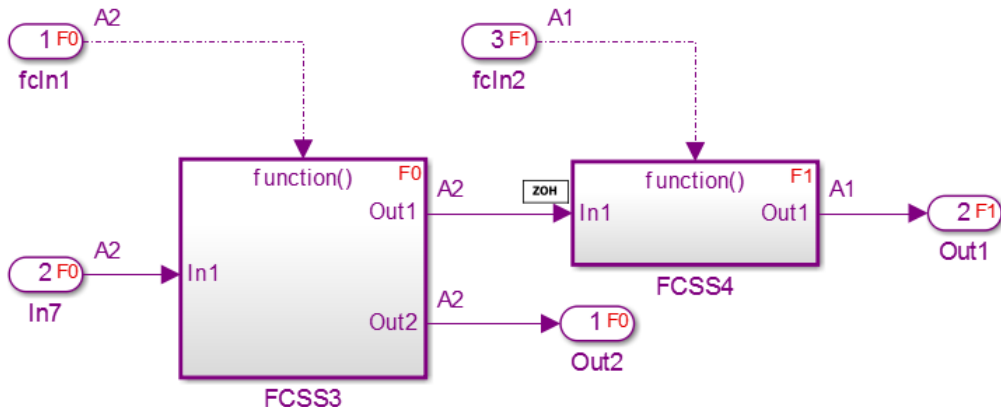 A2
1 F0
fcIn1
A1
3 F1
fcIn2
function() F0
Out1
In1
Out2
FCSS3
A2
2 F0
In7
A2
A2
1 F0
Out2
ZOH
function() F1
In1
Out1
FCSS4
A1
2 F1
Out1